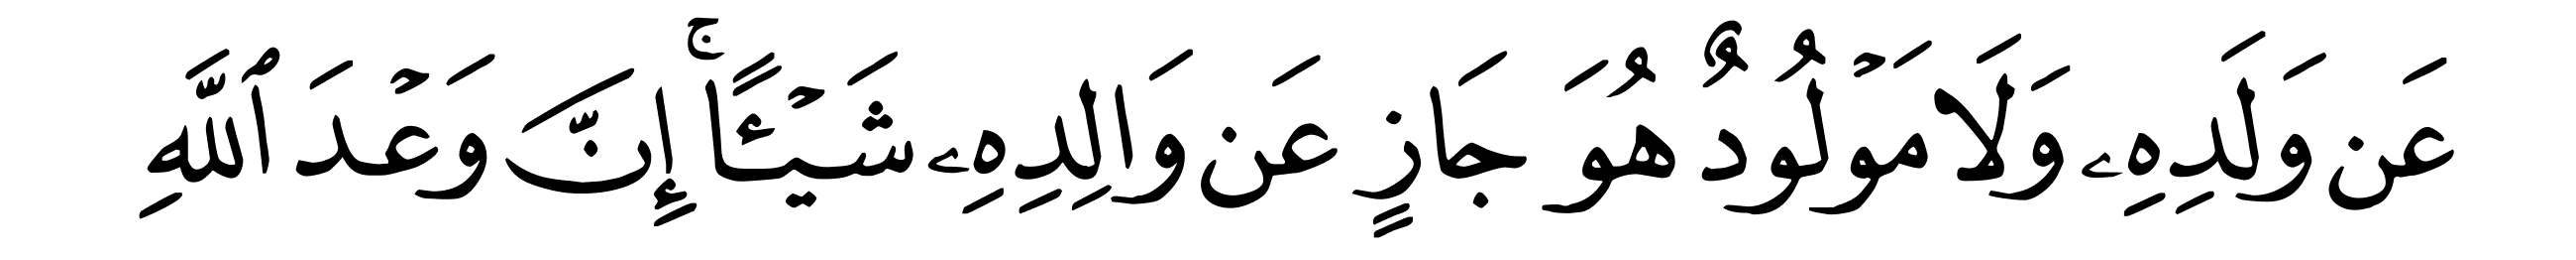 عَن وَلَدِهِۦ وَلَا مَوۡلُودٌ هُوَ جَازٍ عَن وَالِدِهِۦ شَيۡـًٔاۚ إِنَّ وَعۡدَ ٱللَّهِ